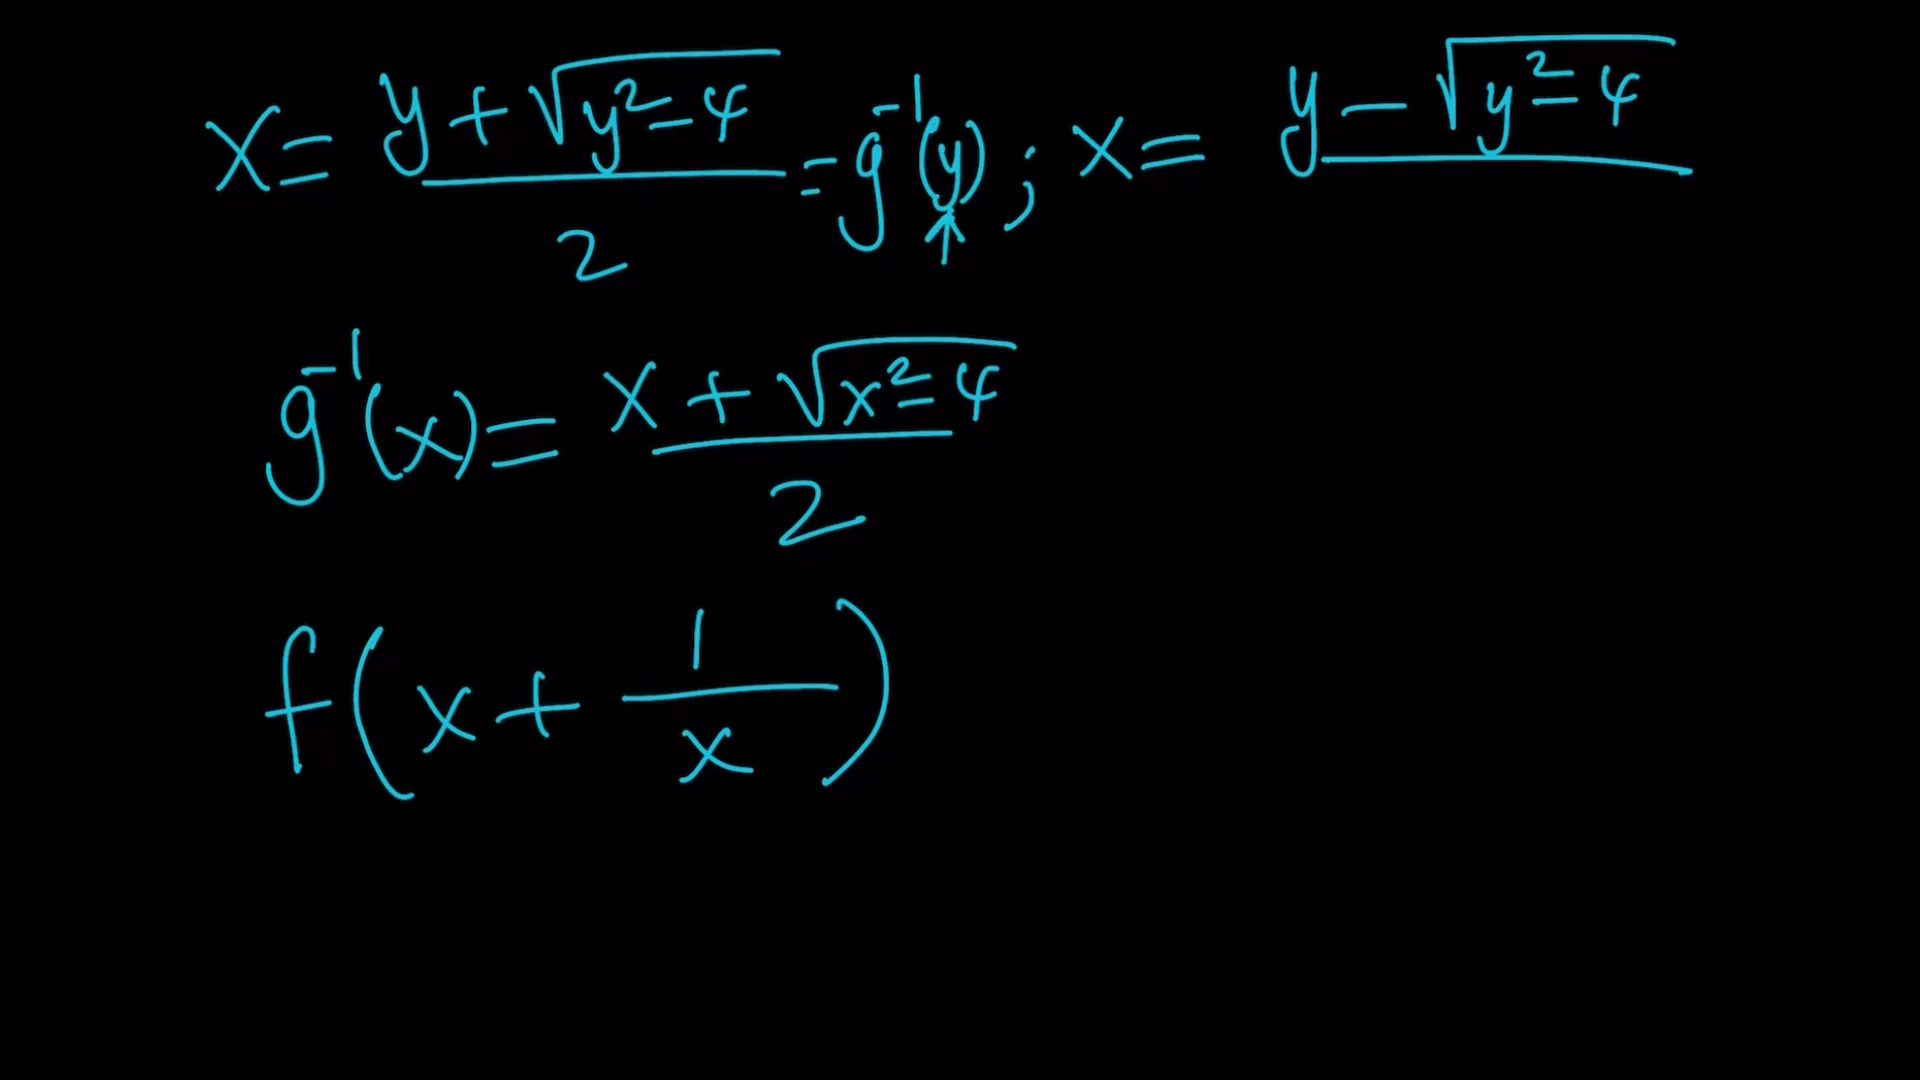 x = y + √(y² - 4) / 2 = g⁻¹(y) ; x = y - √(y² - 4) /
g⁻¹(x) = x + √(x² - 4) / 2
f(x + 1/x)